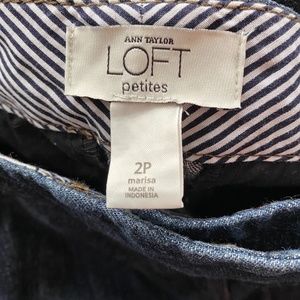 ANN TAYLOR
LOFT
petites
2P
marisa
MADE IN
INDONESIA